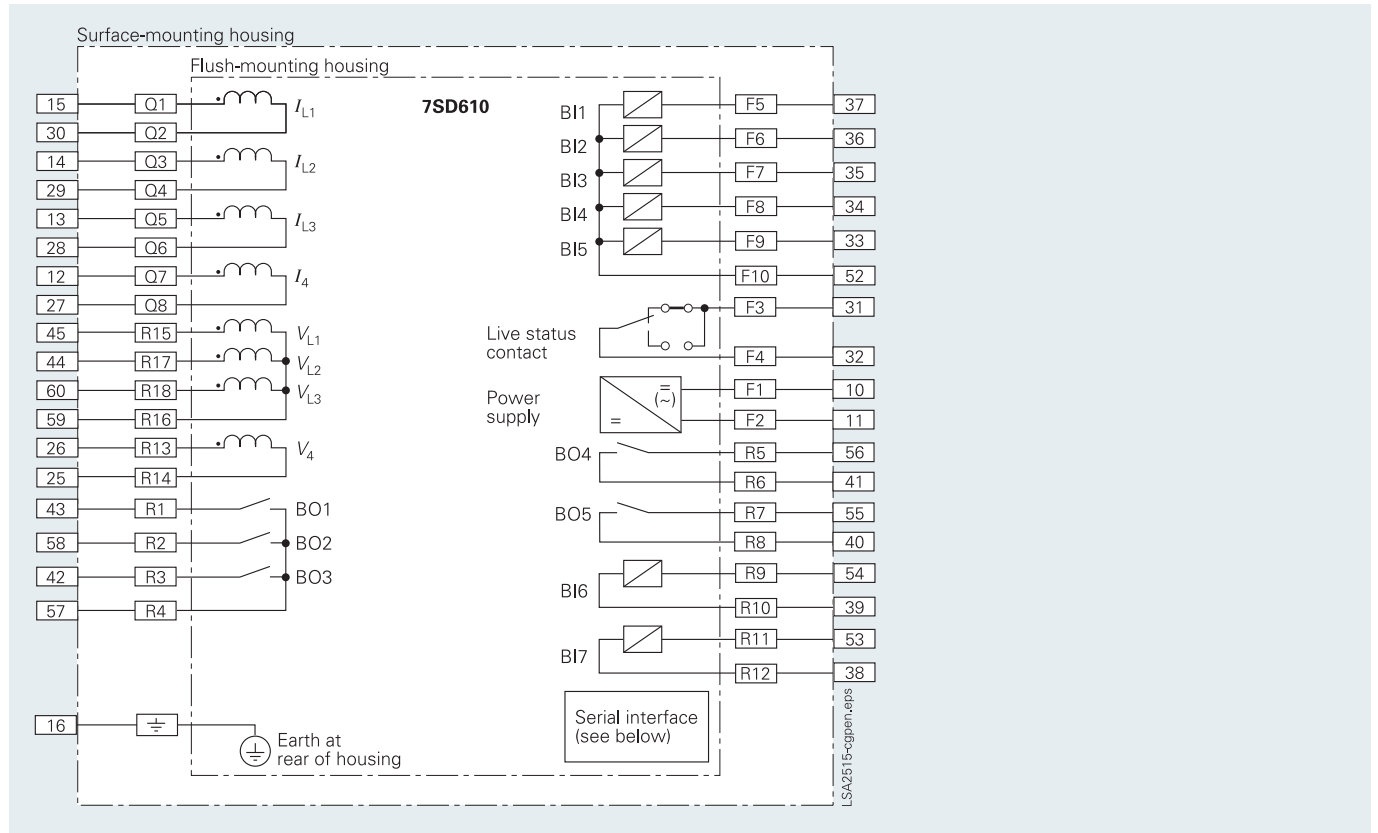 Surface-mounting housing
Flush-mounting housing
7SD610
15 Q1 IL1
30 Q2
14 Q3 IL2
29 Q4
13 Q5 IL3
28 Q6
12 Q7 I4
27 Q8
45 R15 VL1
44 R17 VL2
60 R18 VL3
59 R16
26 R13 V4
25 R14
43 R1 BO1
58 R2 BO2
42 R3 BO3
57 R4
16
Earth at
rear of housing
BI1 F5 37
BI2 F6 36
BI3 F7 35
BI4 F8 34
BI5 F9 33
F10 52
F3 31
Live status
contact
F4 32
Power
supply
= (~)
=
F1 10
F2 11
BO4 R5 56
R6 41
BO5 R7 55
R8 40
BI6 R9 54
R10 39
BI7 R11 53
R12 38
Serial interface
(see below)
LSA2515-cgpen.eps